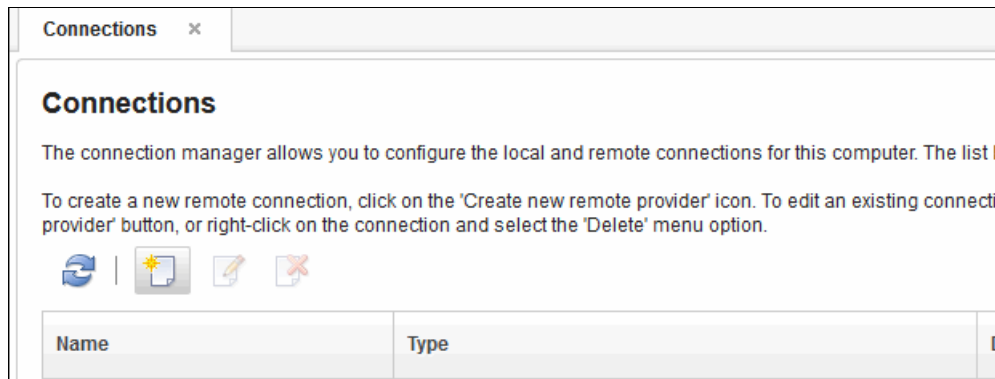 Connections
Connections
The connection manager allows you to configure the local and remote connections for this computer. The list
To create a new remote connection, click on the 'Create new remote provider' icon. To edit an existing
provider' button, or right-click on the connection and select the 'Delete' menu option.
Name Type